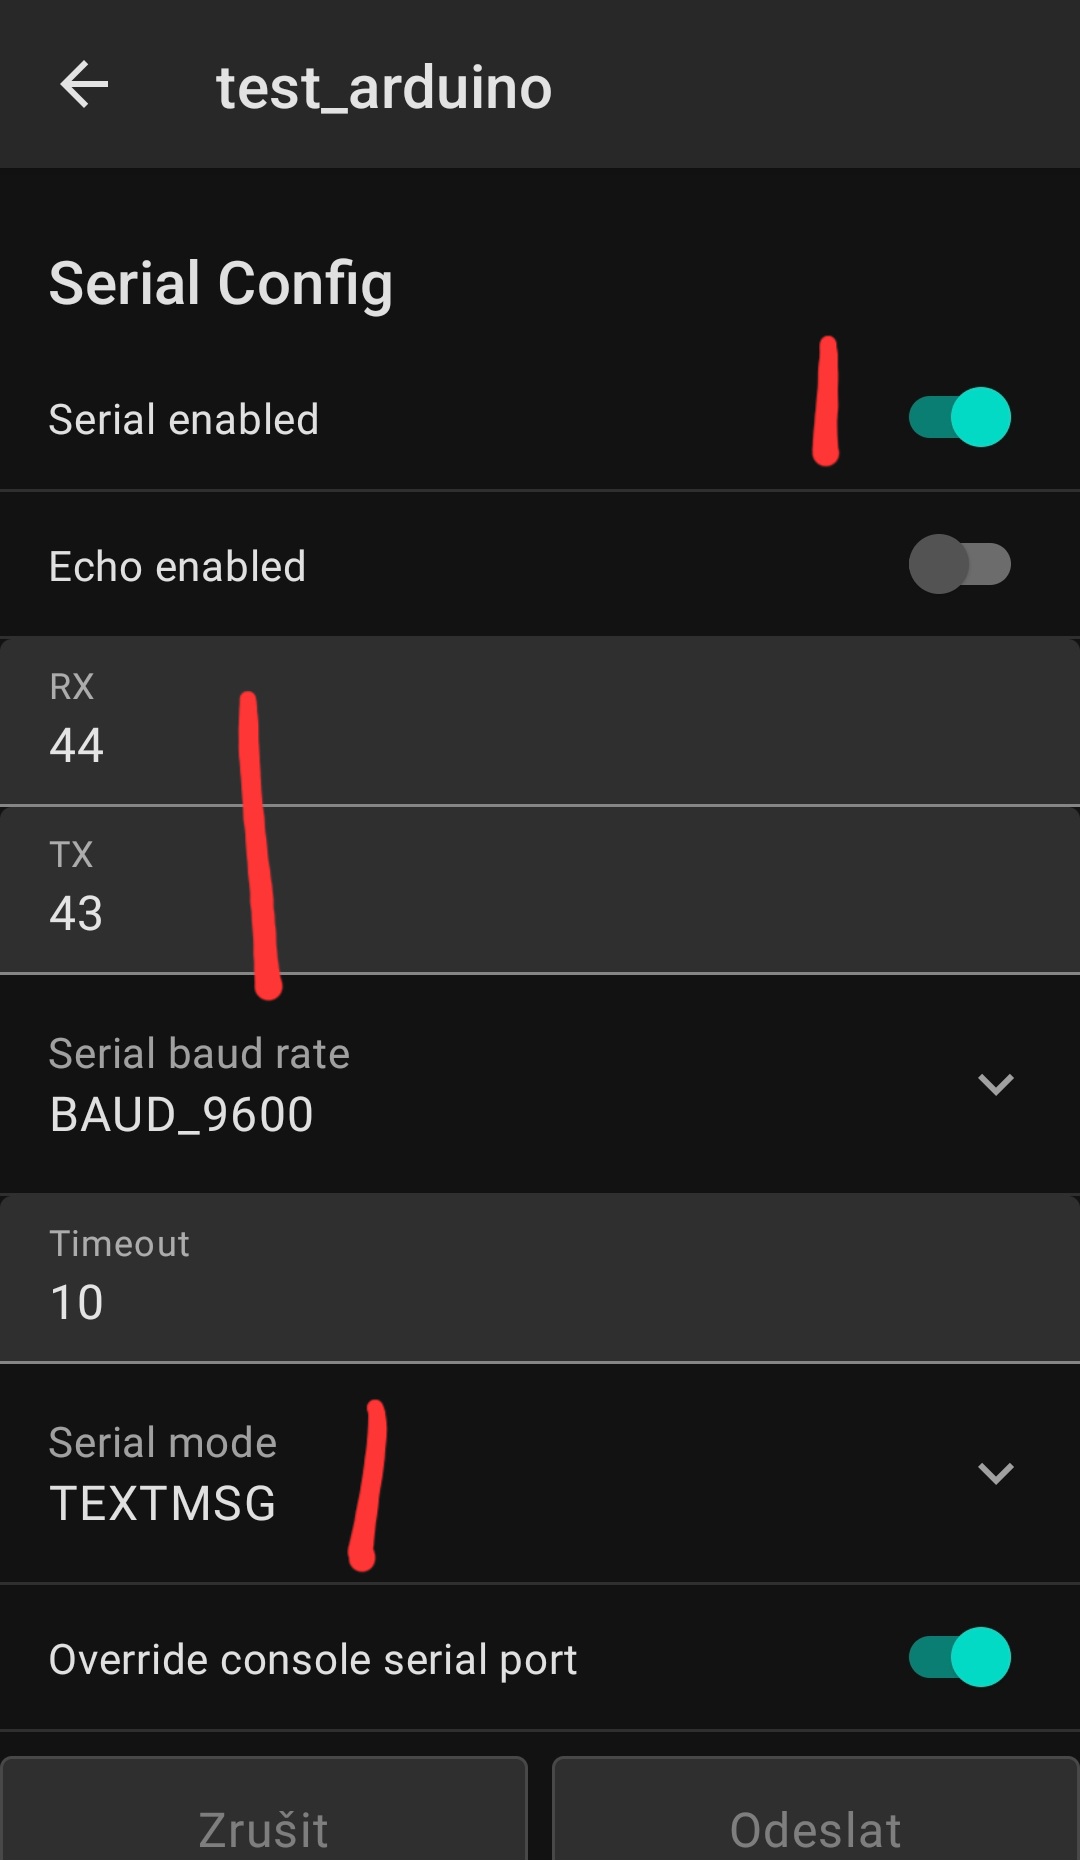 test_arduino
Serial Config
Serial enabled
Echo enabled
RX
44
TX
43
Serial baud rate
BAUD_9600
Timeout
10
Serial mode
TEXTMSG
Override console serial port
Zrušit
Odeslat